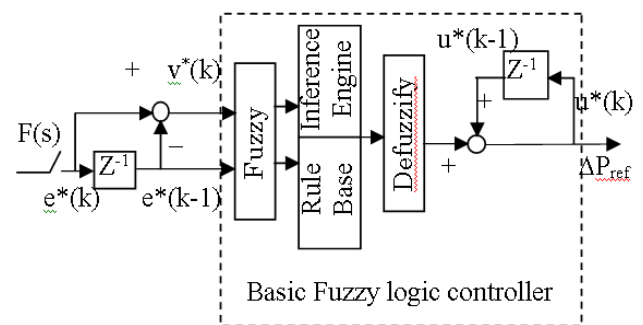 u*(k-1)
+ v*(k)
Z-1
Fuzzy
Inference
Engine
Rule
Base
Defuzzify
+
u*(k)
F(s)
Z-1
−
+
ΔPref
e*(k)
e*(k-1)
Basic Fuzzy logic controller